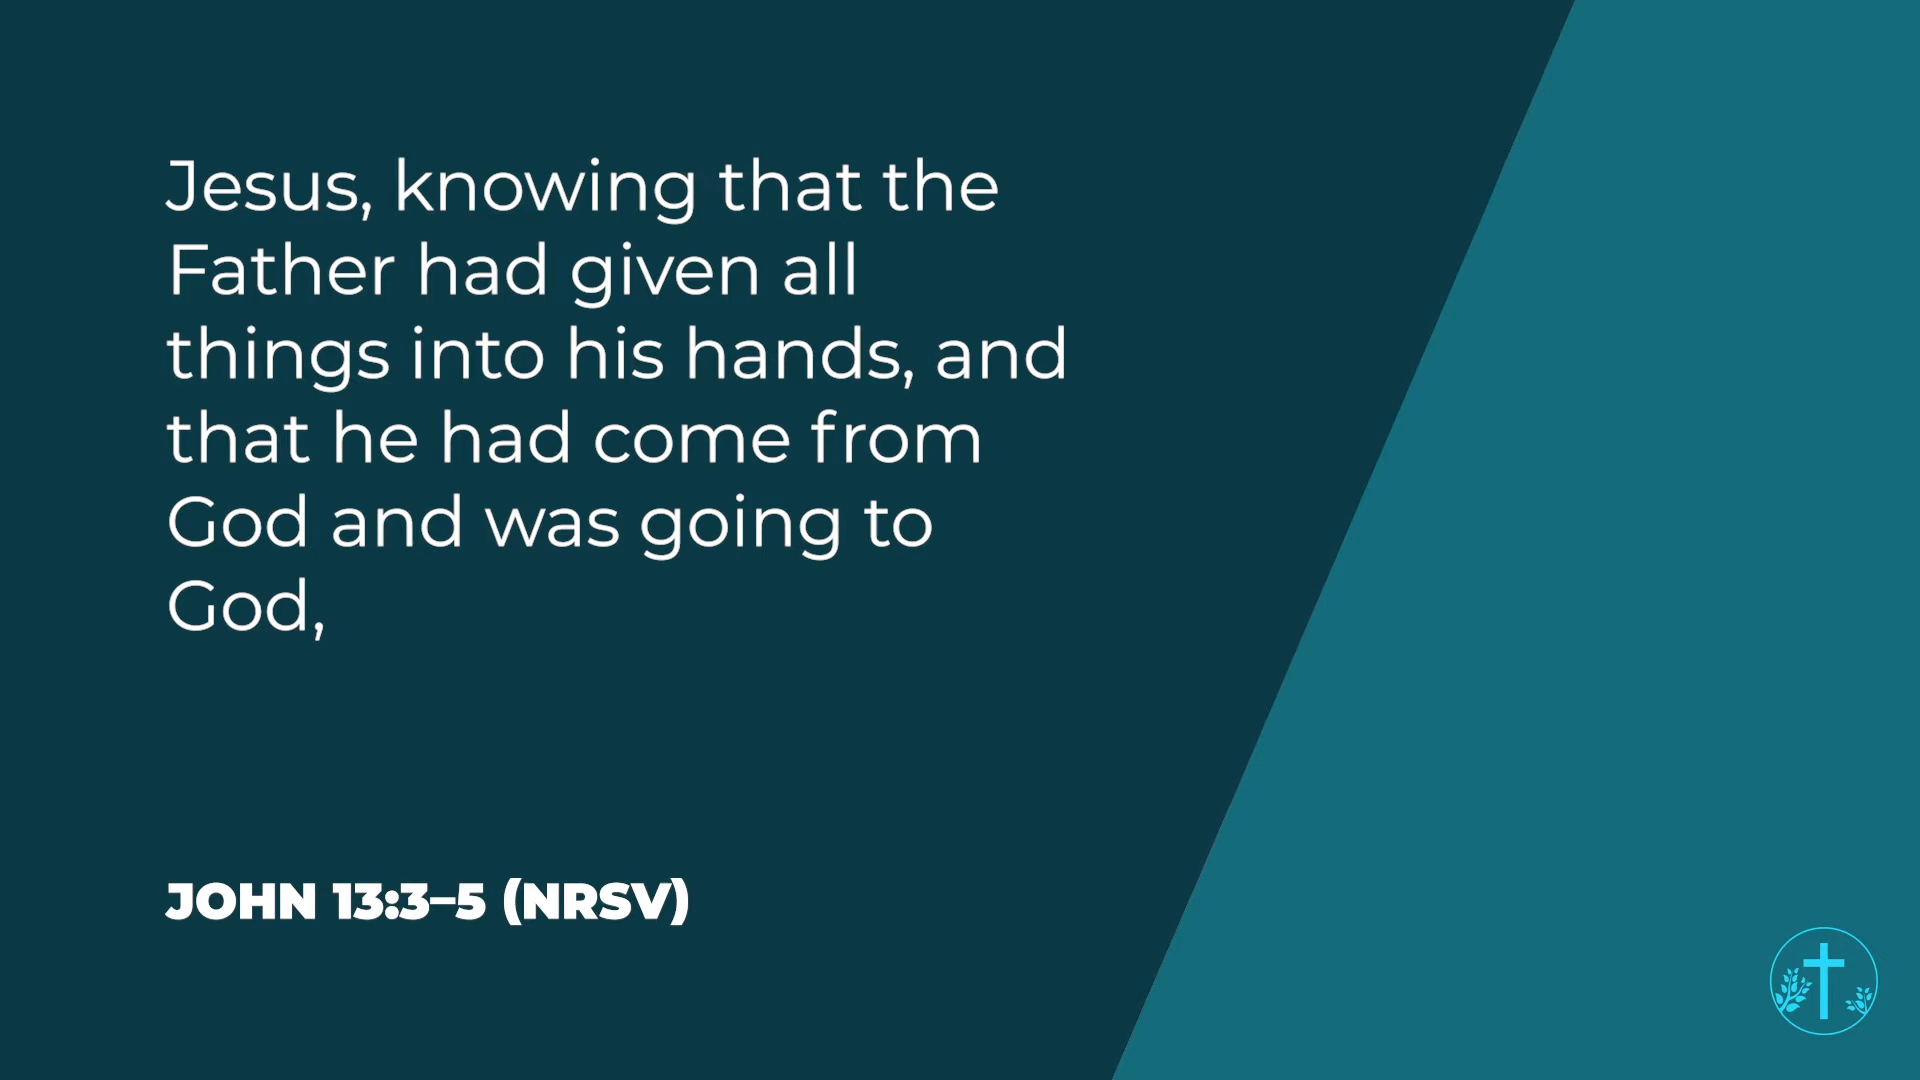 Jesus, knowing that the
Father had given all
things into his hands, and
that he had come from
God and was going to
God,
JOHN 13:3–5 (NRSV)